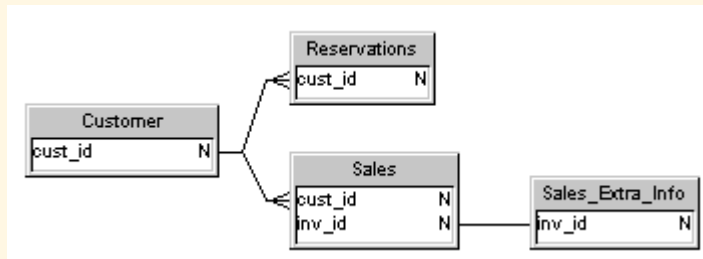 Reservations
cust_id N
Customer
cust_id N
Sales
cust_id N
inv_id N
Sales_Extra_Info
inv_id N